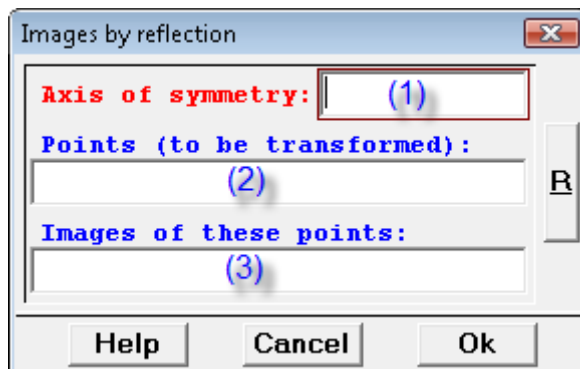 Images by reflection
Axis of symmetry: (1)
Points (to be transformed):
(2)
Images of these points:
(3)
R
Help Cancel Ok